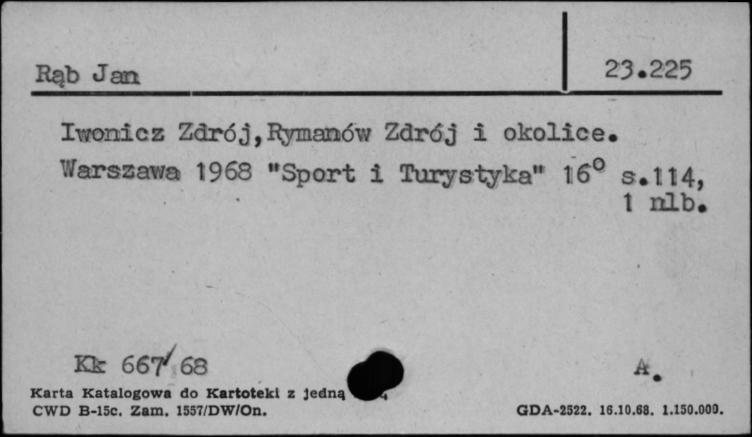 Rąb Jan 23.225
Iwonicz Zdrój,Rymanów Zdrój i okolice.
Warszawa 1968 "Sport i Turystyka" 16° s.114,
1 nlb.
Kk 667/68 A.
Karta Katalogowa do Kartoteki z jedną
CWD B-15c. Zam. 1557/DW/On. GDA-2522. 16.10.68. 1.150.000.